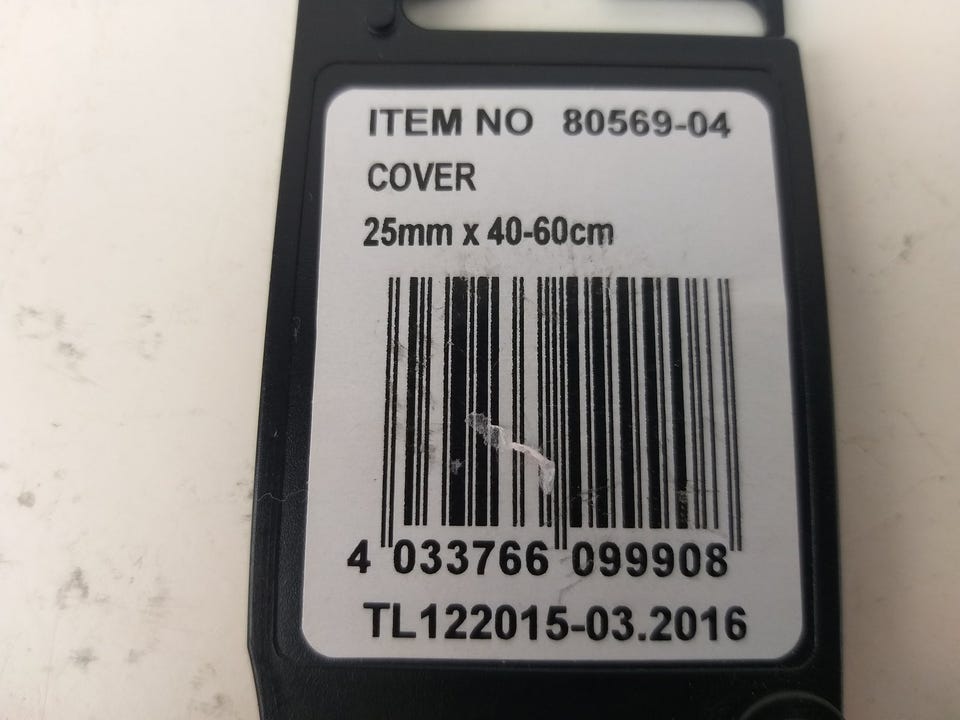 ITEM NO 80569-04
COVER
25mm x 40-60cm
4 033766 099908
TL122015-03.2016